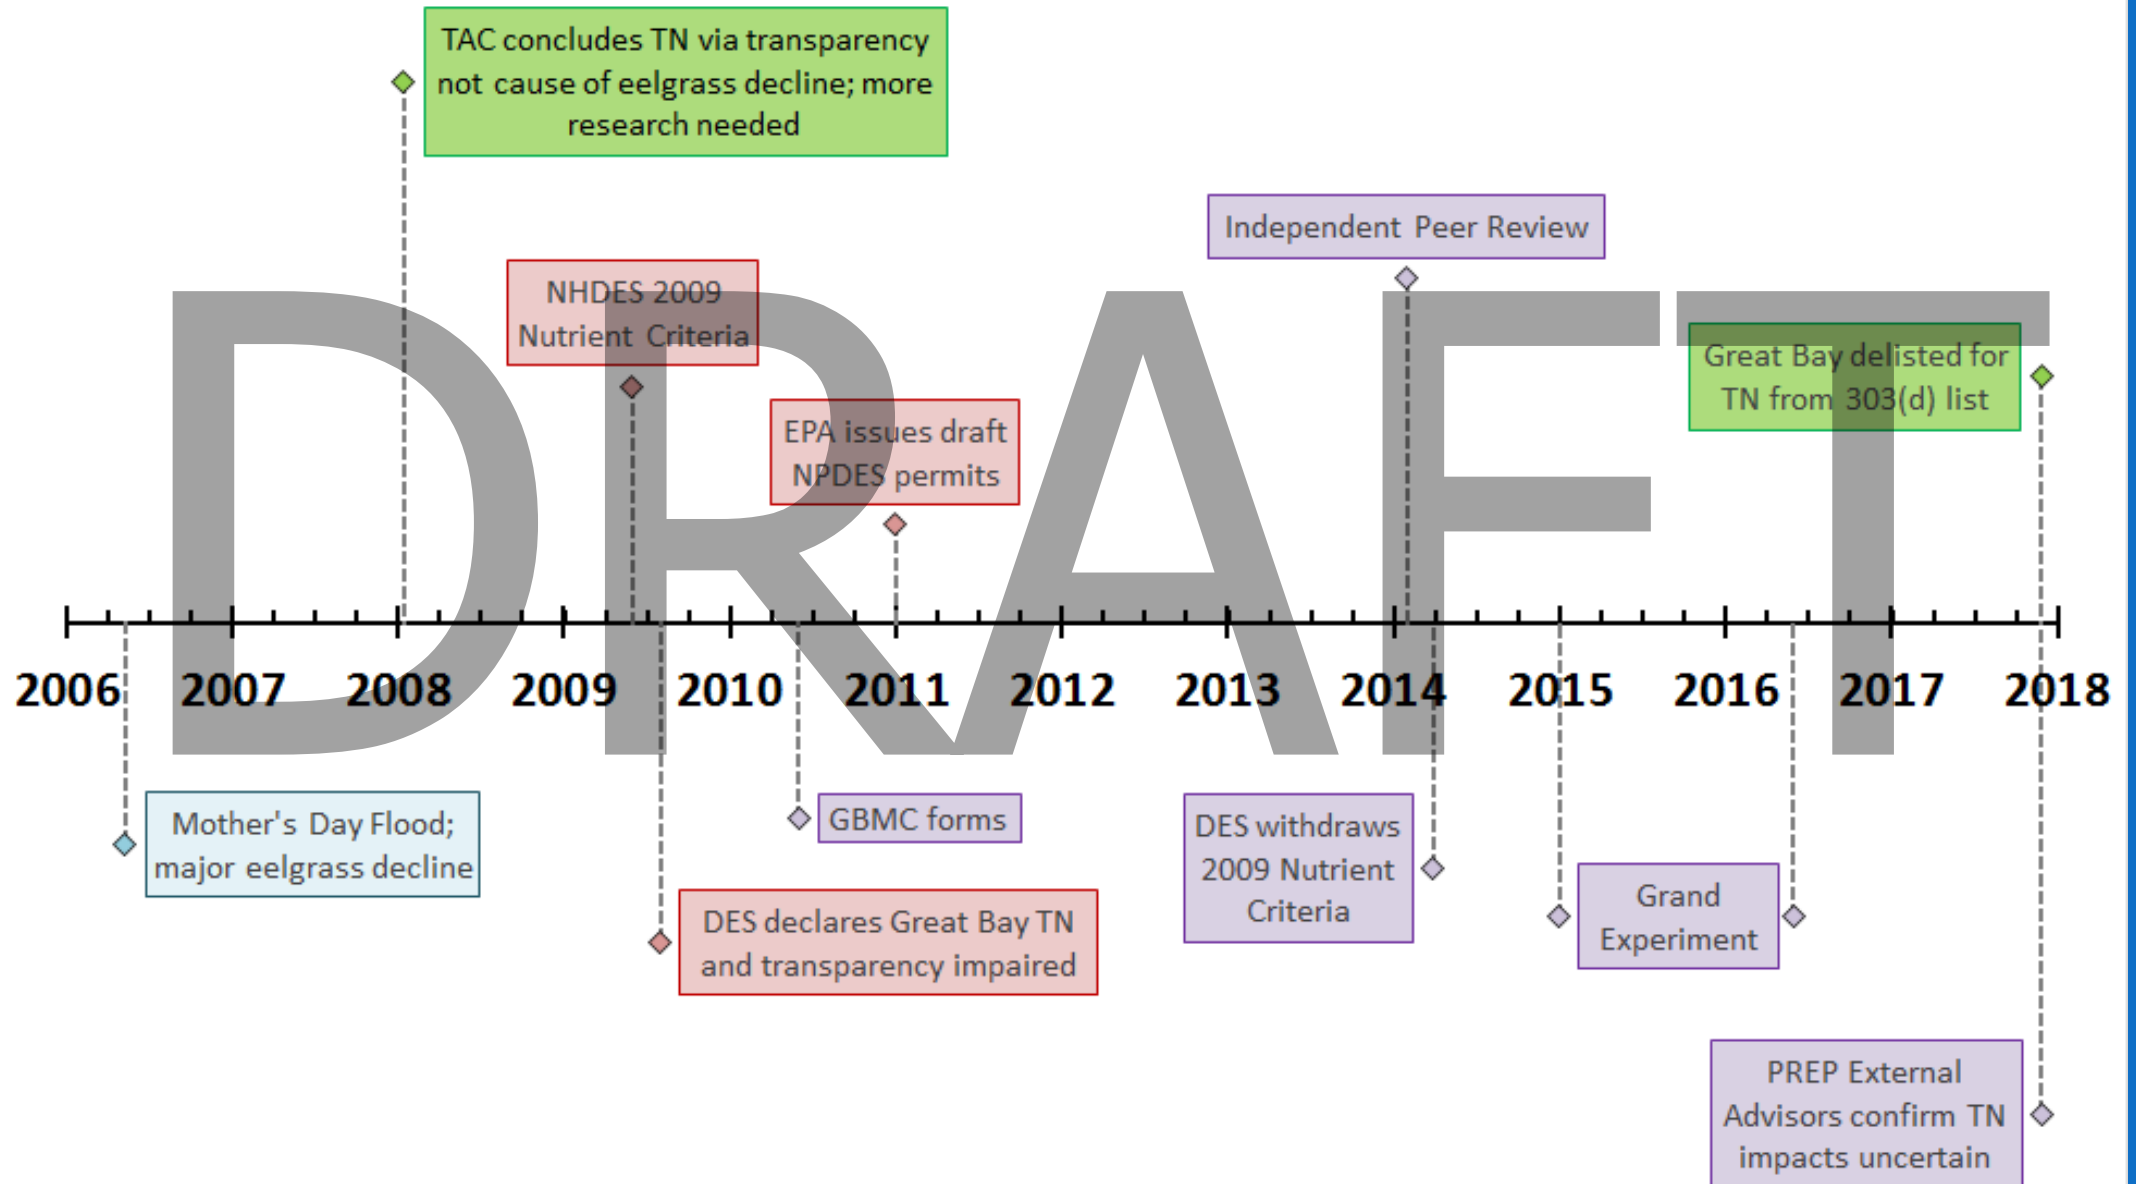 TAC concludes TN via transparency
not cause of eelgrass decline; more
research needed
Independent Peer Review
NHDES 2009
Nutrient Criteria
Great Bay delisted for
TN from 303(d) list
EPA issues draft
NPDES permits
DRAFT
2006 2007 2008 2009 2010 2011 2012 2013 2014 2015 2016 2017 2018
Mother's Day Flood;
major eelgrass decline
GBMC forms
DES withdraws
2009 Nutrient
Criteria
DES declares Great Bay TN
and transparency impaired
Grand
Experiment
PREP External
Advisors confirm TN
impacts uncertain